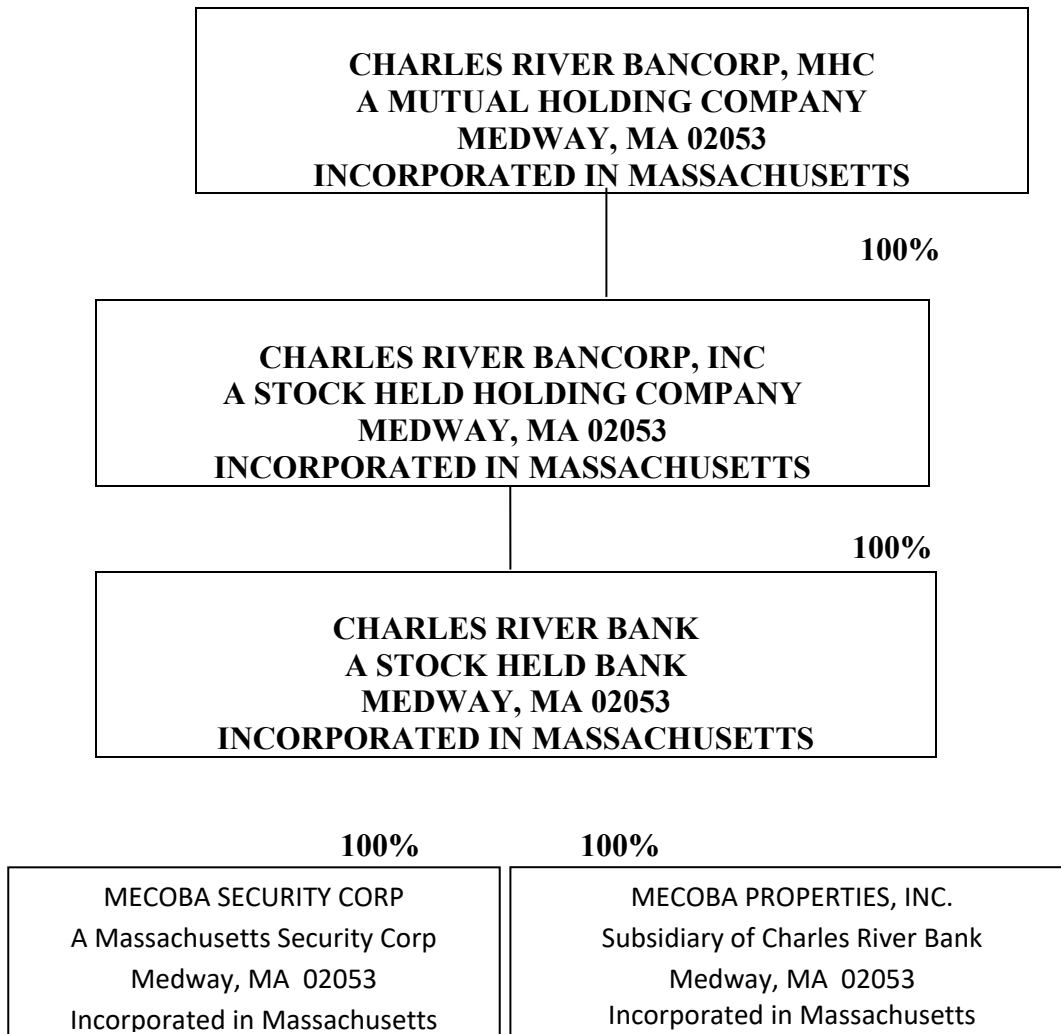 CHARLES RIVER BANCORP, MHC
A MUTUAL HOLDING COMPANY
MEDWAY, MA 02053
INCORPORATED IN MASSACHUSETTS
100%
CHARLES RIVER BANCORP, INC
A STOCK HELD HOLDING COMPANY
MEDWAY, MA 02053
INCORPORATED IN MASSACHUSETTS
100%
CHARLES RIVER BANK
A STOCK HELD BANK
MEDWAY, MA 02053
INCORPORATED IN MASSACHUSETTS
100% 100%
MECOBA SECURITY CORP
A Massachusetts Security Corp
Medway, MA 02053
Incorporated in Massachusetts
MECOBA PROPERTIES, INC.
Subsidiary of Charles River Bank
Medway, MA 02053
Incorporated in Massachusetts